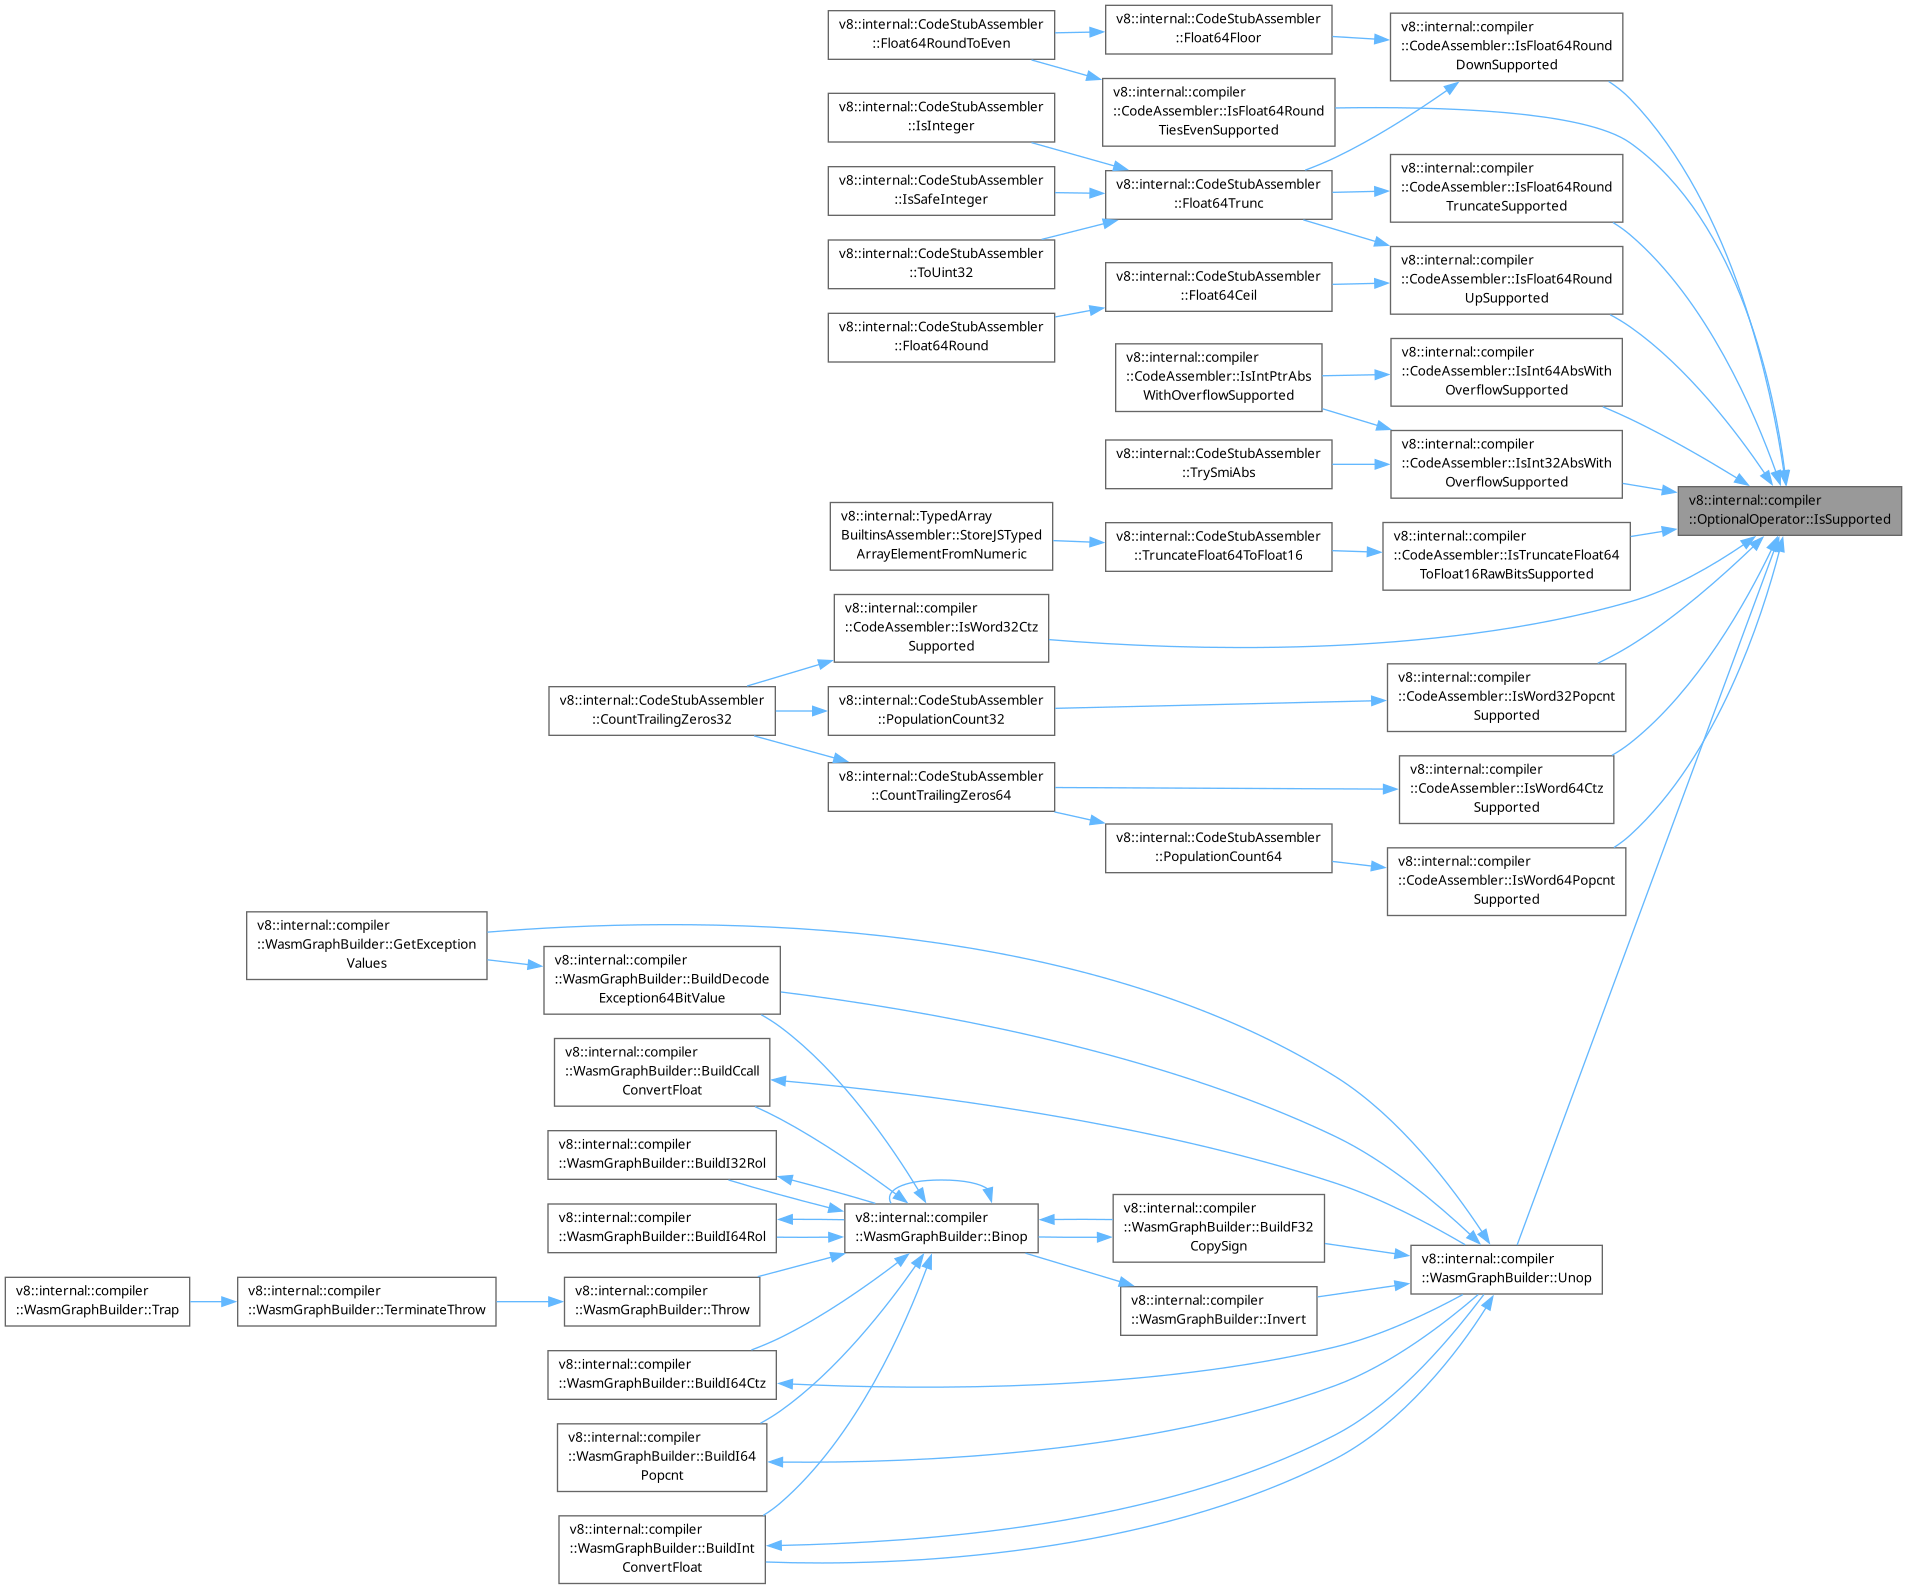 v8::internal::CodeStubAssembler
::Float64RoundToEven
v8::internal::CodeStubAssembler
::Float64Floor
v8::internal::compiler
::CodeAssembler::IsFloat64Round
DownSupported
v8::internal::compiler
::CodeAssembler::IsFloat64Round
TiesEvenSupported
v8::internal::CodeStubAssembler
::IsInteger
v8::internal::CodeStubAssembler
::IsSafeInteger
v8::internal::CodeStubAssembler
::Float64Trunc
v8::internal::compiler
::CodeAssembler::IsFloat64Round
TruncateSupported
v8::internal::CodeStubAssembler
::ToUint32
v8::internal::CodeStubAssembler
::Float64Ceil
v8::internal::compiler
::CodeAssembler::IsFloat64Round
UpSupported
v8::internal::CodeStubAssembler
::Float64Round
v8::internal::compiler
::CodeAssembler::IsIntPtrAbs
WithOverflowSupported
v8::internal::compiler
::CodeAssembler::IsInt64AbsWith
OverflowSupported
v8::internal::CodeStubAssembler
::TrySmiAbs
v8::internal::compiler
::CodeAssembler::IsInt32AbsWith
OverflowSupported
v8::internal::compiler
::OptionalOperator::IsSupported
v8::internal::TypedArray
BuiltinsAssembler::StoreJSTyped
ArrayElementFromNumeric
v8::internal::CodeStubAssembler
::TruncateFloat64ToFloat16
v8::internal::compiler
::CodeAssembler::IsTruncateFloat64
ToFloat16RawBitsSupported
v8::internal::compiler
::CodeAssembler::IsWord32Ctz
Supported
v8::internal::CodeStubAssembler
::CountTrailingZeros32
v8::internal::CodeStubAssembler
::PopulationCount32
v8::internal::compiler
::CodeAssembler::IsWord32Popcnt
Supported
v8::internal::CodeStubAssembler
::CountTrailingZeros64
v8::internal::compiler
::CodeAssembler::IsWord64Ctz
Supported
v8::internal::CodeStubAssembler
::PopulationCount64
v8::internal::compiler
::CodeAssembler::IsWord64Popcnt
Supported
v8::internal::compiler
::WasmGraphBuilder::GetException
Values
v8::internal::compiler
::WasmGraphBuilder::BuildDecode
Exception64BitValue
v8::internal::compiler
::WasmGraphBuilder::BuildCcall
ConvertFloat
v8::internal::compiler
::WasmGraphBuilder::BuildI32Rol
v8::internal::compiler
::WasmGraphBuilder::BuildI64Rol
v8::internal::compiler
::WasmGraphBuilder::Binop
v8::internal::compiler
::WasmGraphBuilder::BuildF32
CopySign
v8::internal::compiler
::WasmGraphBuilder::Unop
v8::internal::compiler
::WasmGraphBuilder::Trap
v8::internal::compiler
::WasmGraphBuilder::TerminateThrow
v8::internal::compiler
::WasmGraphBuilder::Throw
v8::internal::compiler
::WasmGraphBuilder::Invert
v8::internal::compiler
::WasmGraphBuilder::BuildI64Ctz
v8::internal::compiler
::WasmGraphBuilder::BuildI64
Popcnt
v8::internal::compiler
::WasmGraphBuilder::BuildInt
ConvertFloat